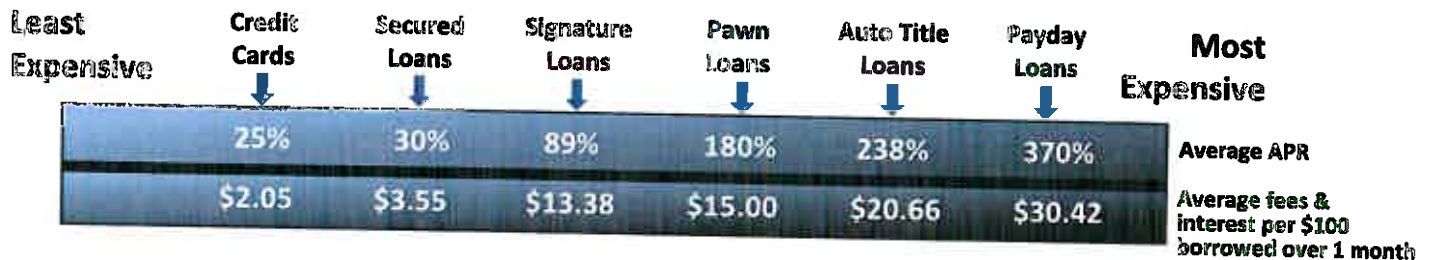 Least
Expensive
Credit
Cards
Secured
Loans
Signature
Loans
Pawn
Loans
Auto Title
Loans
Payday
Loans
Most
Expensive
25% 30% 89% 180% 238% 370% Average APR
$2.05 $3.55 $13.38 $15.00 $20.66 $30.42 Average fees &
interest per $100
borrowed over 1 month